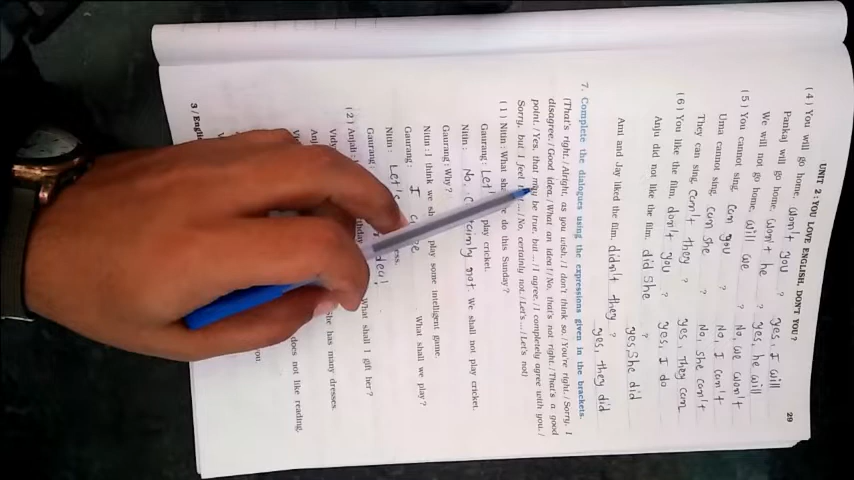 UNIT 2 : YOU LOVE ENGLISH, DON'T YOU ? 29
(4) You will go home, won't you ? Yes, I will
Pankaj will go home, won't he ? yes, he will
We will not go home, will we ? No, we won't
(5) You cannot sing, can you ? No, I can't
Uma cannot sing, can she ? No, she can't
They can sing, can't they ? yes, They can
(6) You like the film, don't you ? yes, I do
Anju did not like the film, did she ? yes, she did
Ami and Jay liked the film, didn't they ? yes, they did
7. Complete the dialogues using the expressions given in the brackets.
(That's right./Alright, as you wish./I don't think so./You're right./Sorry, I
disagree./Good idea./What an idea!/No, that's not right./That's a good
point./Yes, that may be true, but .../I agree./I completely agree with you./
Sorry, but I feel .../No, certainly not./Let's .../Let's not)
(1) Nitin : What we do this Sunday?
Gaurang : play cricket.
Nitin : No, not. We shall not play cricket.
Gaurang : Why?
Nitin : I think we play some intelligent game.
Gaurang : I What shall we play?
Nitin : Let's
Gaurang :
(2) Anjali : What shall I gift her?
she has many dresses.
does not like reading.
you.
3 / Engli